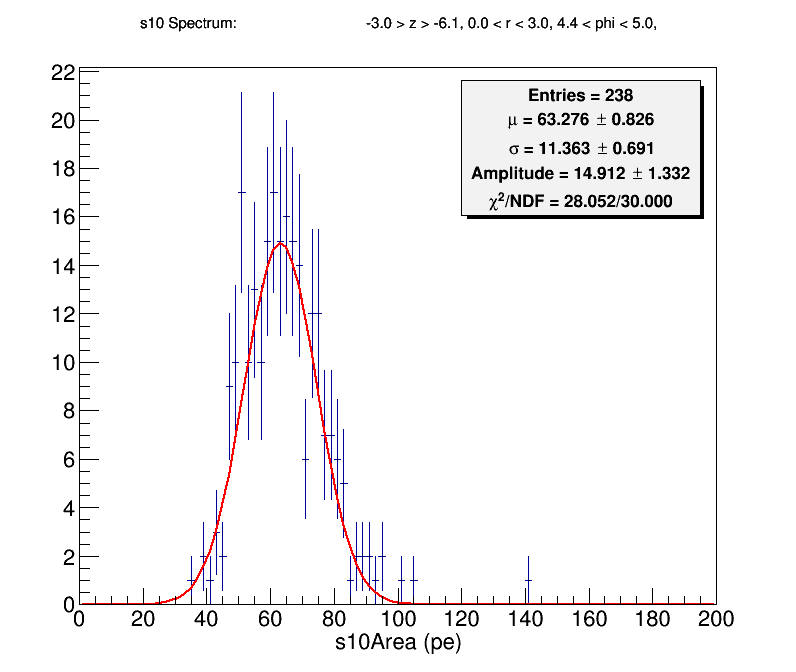 s10 Spectrum: -3.0 > z > -6.1, 0.0 < r < 3.0, 4.4 < phi < 5.0,
Entries = 238
μ = 63.276 ± 0.826
σ = 11.363 ± 0.691
Amplitude = 14.912 ± 1.332
χ²/NDF = 28.052/30.000
22
20
18
16
14
12
10
8
6
4
2
0
0 20 40 60 80 100 120 140 160 180 200
s10Area (pe)